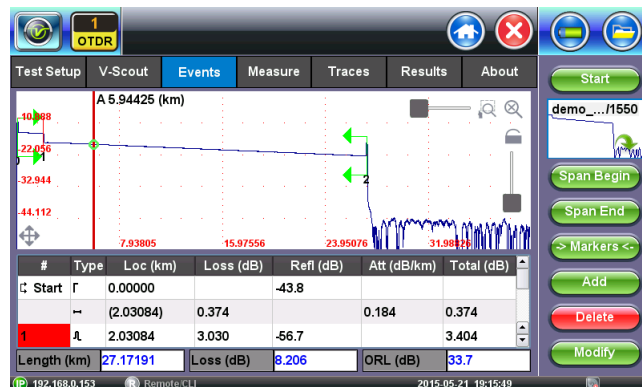 1
OTDR
Test Setup V-Scout Events Measure Traces Results About
Start
A 5.94425 (km)
demo_.../1550
-10.888
-22.056
1
-32.944
2
-44.112
7.93805 15.97556 23.95076 31.98826
Span Begin
Span End
-> Markers <-
Add
Delete
Modify
# Type Loc (km) Loss (dB) Refl (dB) Att (dB/km) Total (dB)
Start 0.00000 -43.8
(2.03084) 0.374 0.184 0.374
1 2.03084 3.030 -56.7 3.404
Length (km) 27.17191 Loss (dB) 8.206 ORL (dB) 33.7
IP 192.168.0.153 R Remote/CLI 2015-05-21 19:15:49